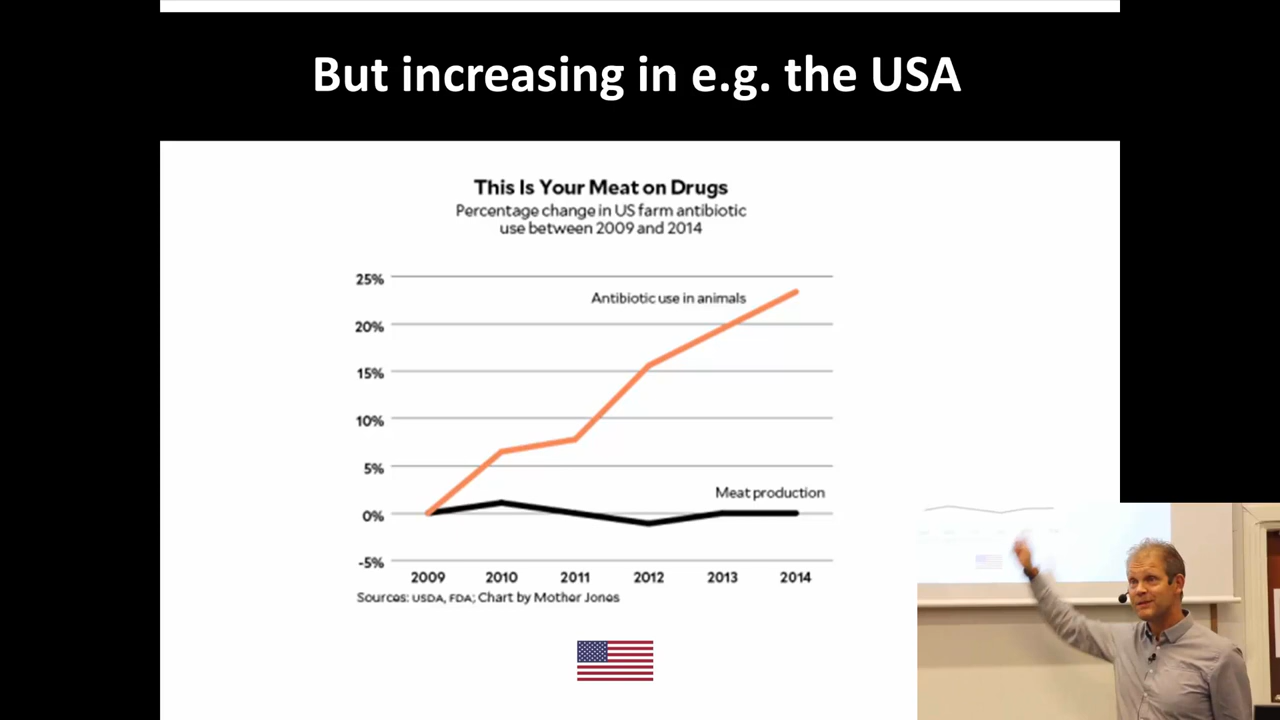 But increasing in e.g. the USA
This Is Your Meat on Drugs
Percentage change in US farm antibiotic
use between 2009 and 2014
25%
Antibiotic use in animals
20%
15%
10%
5%
Meat production
0%
-5%
2009 2010 2011 2012 2013 2014
Sources: USDA, FDA; Chart by Mother Jones